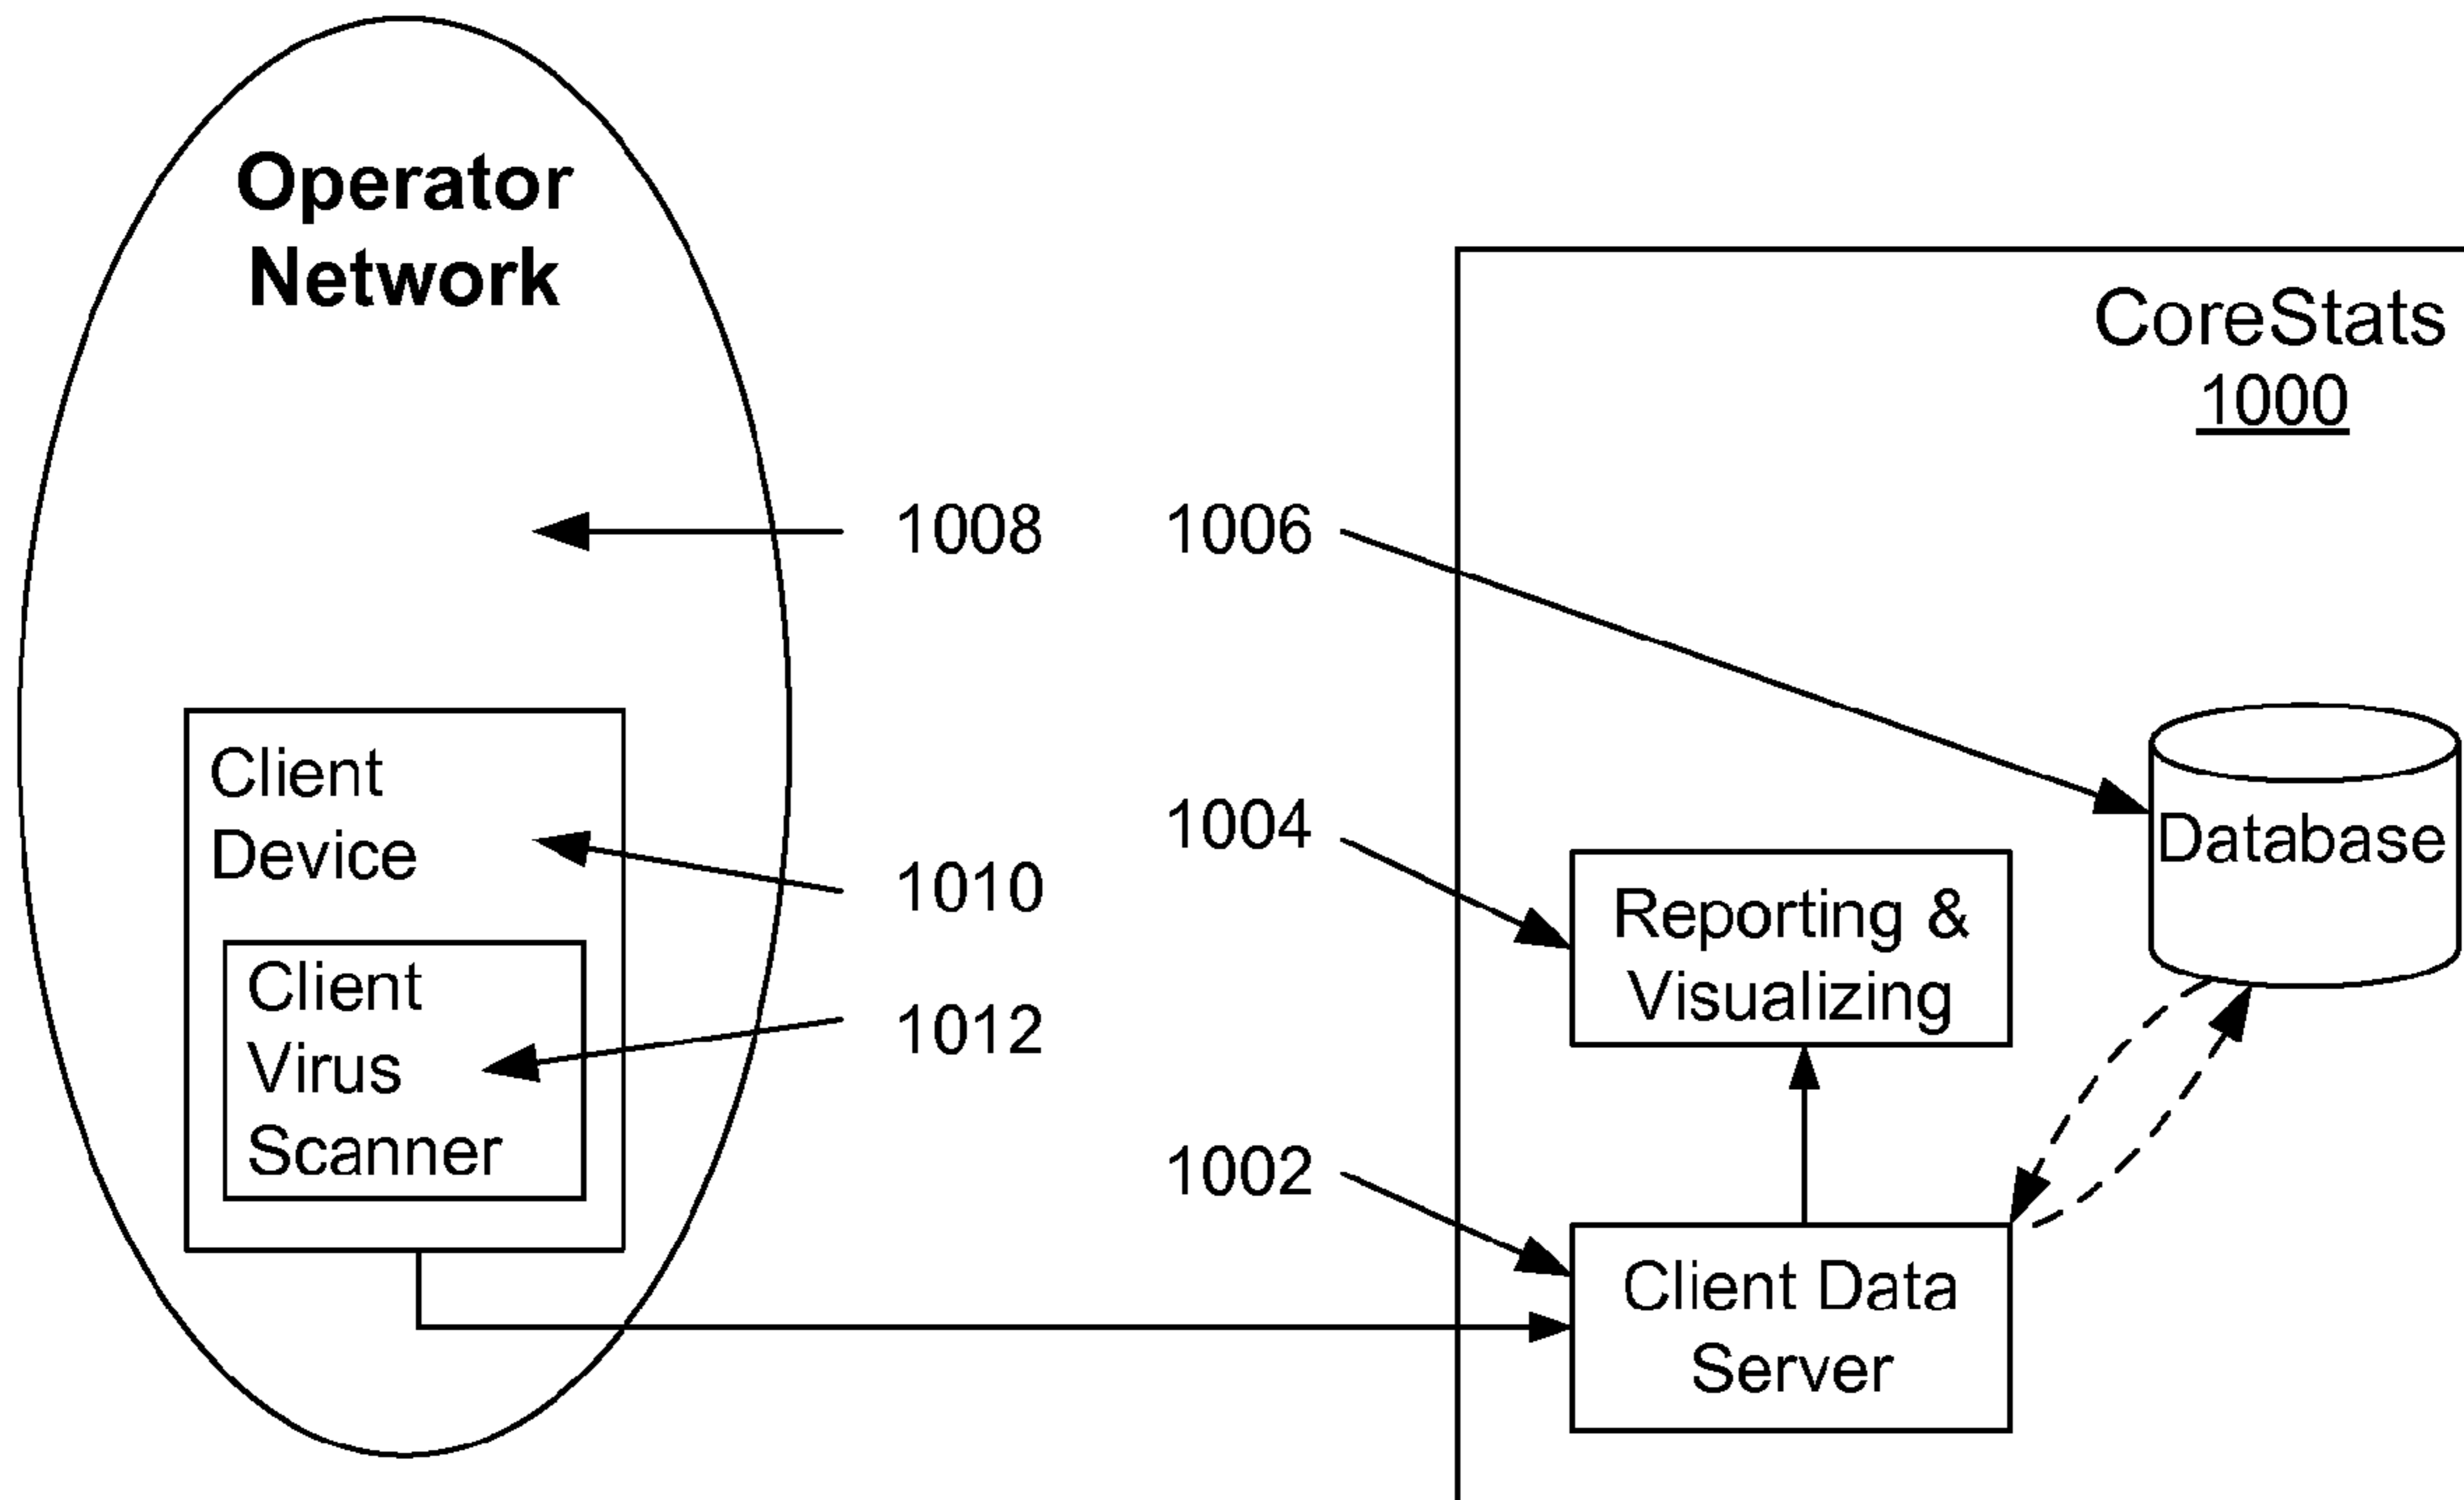 Operator
Network
CoreStats
1000
1008
1006
Client
Device
1010
1004
Database
Reporting &
Visualizing
Client
Virus
Scanner
1012
1002
Client Data
Server